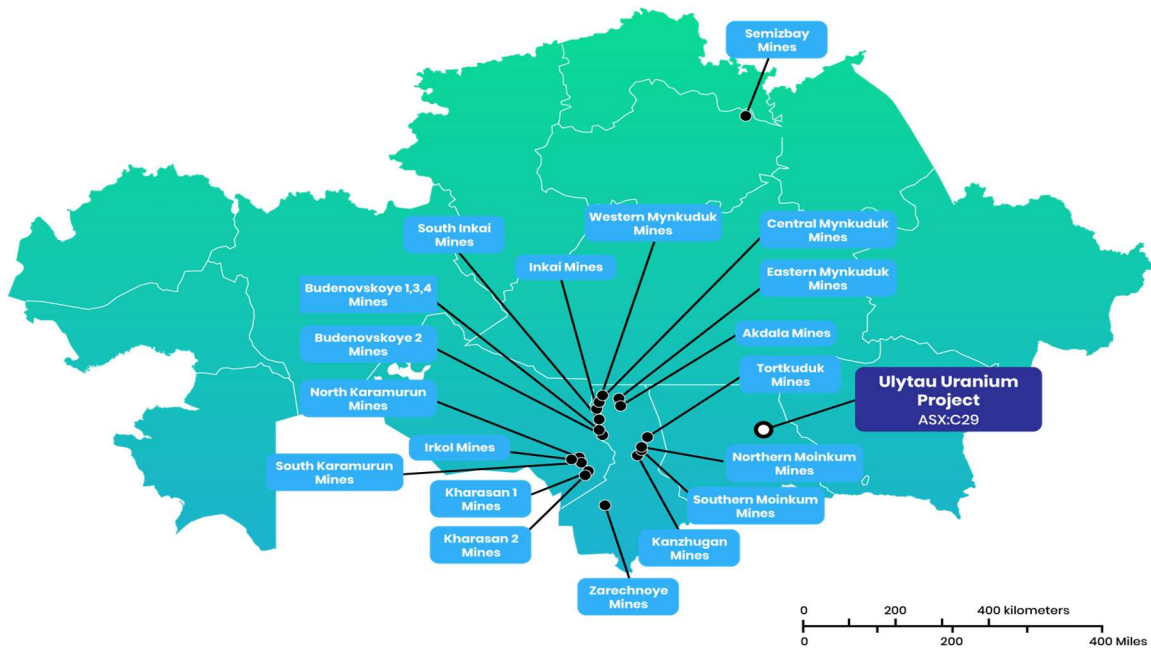 Semizbay
Mines
Western Mynkuduk
Mines
Central Mynkuduk
Mines
South Inkai
Mines
Inkai Mines
Eastern Mynkuduk
Mines
Budenovskoye 1,3,4
Mines
Akdala Mines
Budenovskoye 2
Mines
Tortkuduk
Mines
Ulytau Uranium
Project
ASX:C29
North Karamurun
Mines
Irkol Mines
Northern Moinkum
Mines
South Karamurun
Mines
Kharasan 1
Mines
Southern Moinkum
Mines
Kharasan 2
Mines
Kanzhugan
Mines
Zarechnoye
Mines
0 200 400 kilometers
0 200 400 Miles